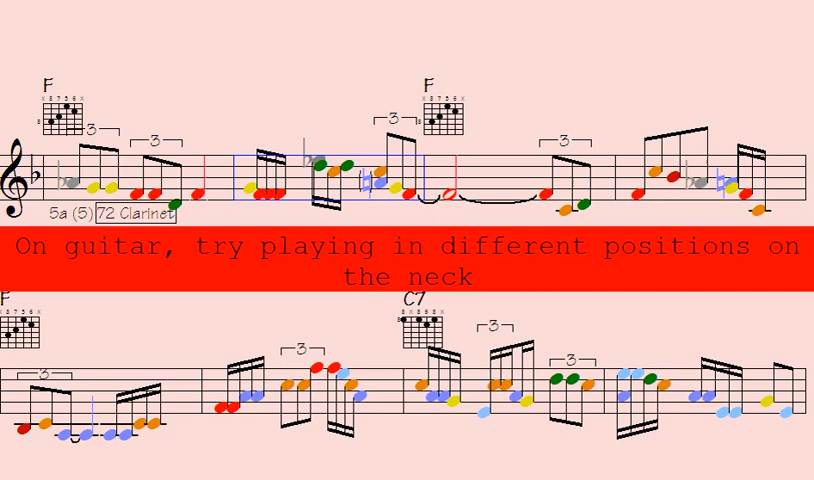 F
F
3
3
3
3
5a (5) 72 Clarinet
On guitar, try playing in different positions on
the neck
F
C7
3
3
3
3